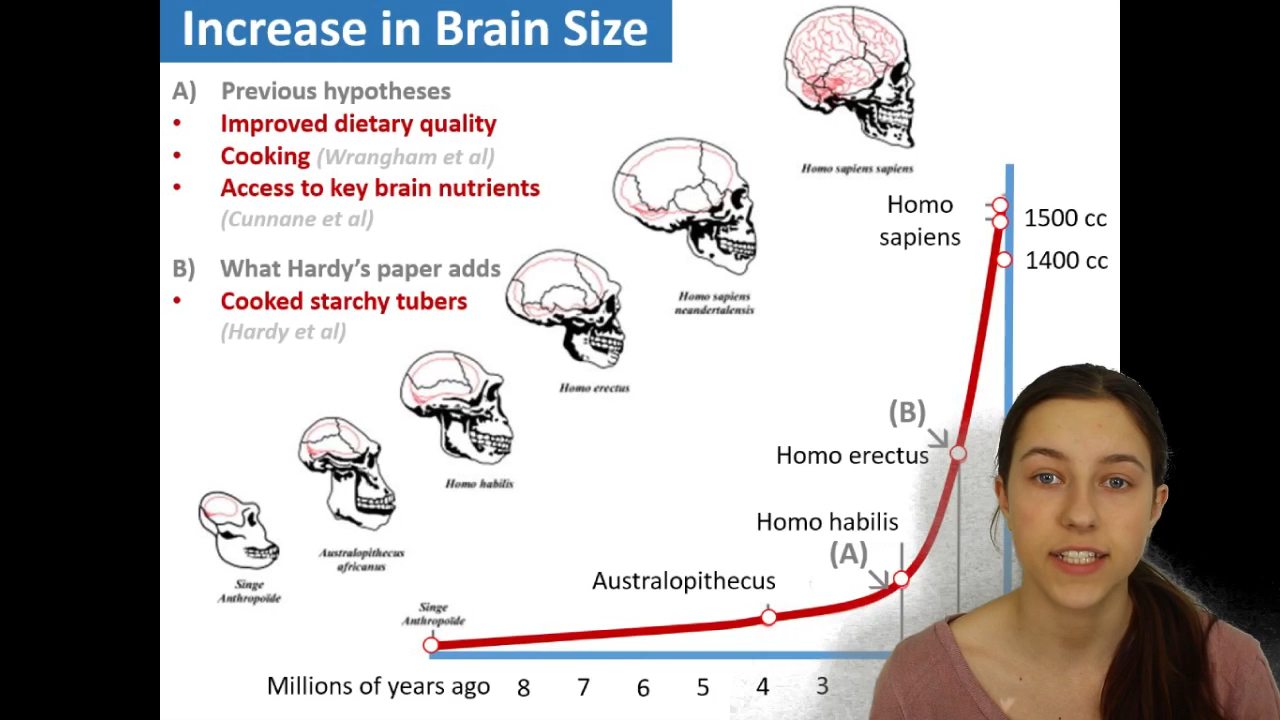 Increase in Brain Size
A) Previous hypotheses
• Improved dietary quality
• Cooking (Wrangham et al)
• Access to key brain nutrients
(Cunnane et al)
B) What Hardy's paper adds
• Cooked starchy tubers
(Hardy et al)
Homo sapiens sapiens
Homo sapiens
neandertalensis
Homo erectus
Homo habilis
Australopithecus
africanus
Singe
Anthropoïde
Homo
sapiens
1500 cc
1400 cc
(B)
Homo erectus
Homo habilis
(A)
Australopithecus
Singe
Anthropoïde
Millions of years ago 8 7 6 5 4 3